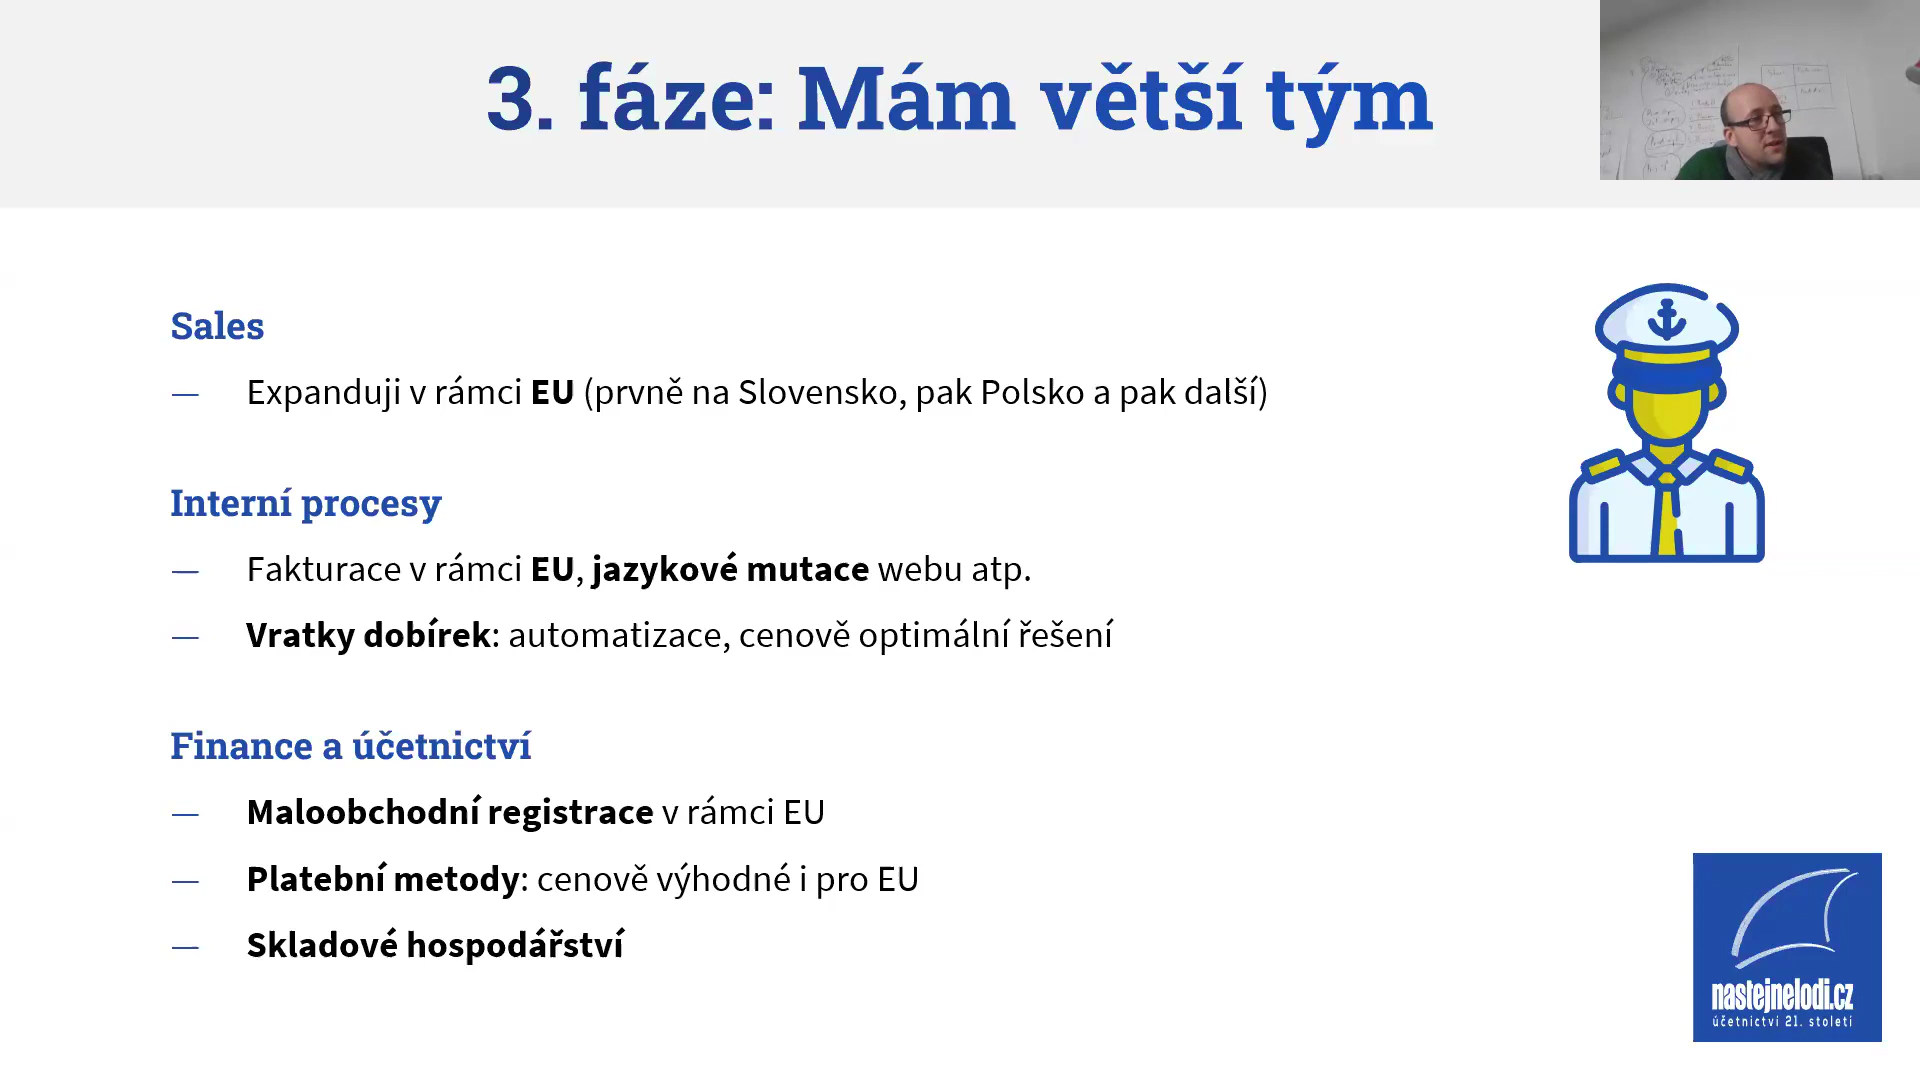 3. fáze: Mám větší tým
Sales
— Expanduji v rámci EU (prvně na Slovensko, pak Polsko a pak další)
Interní procesy
— Fakturace v rámci EU, jazykové mutace webu atp.
— Vratky dobírek: automatizace, cenově optimální řešení
Finance a účetnictví
— Maloobchodní registrace v rámci EU
— Platební metody: cenově výhodné i pro EU
— Skladové hospodářství
nastejnelodi.cz
účetnictví 21. století